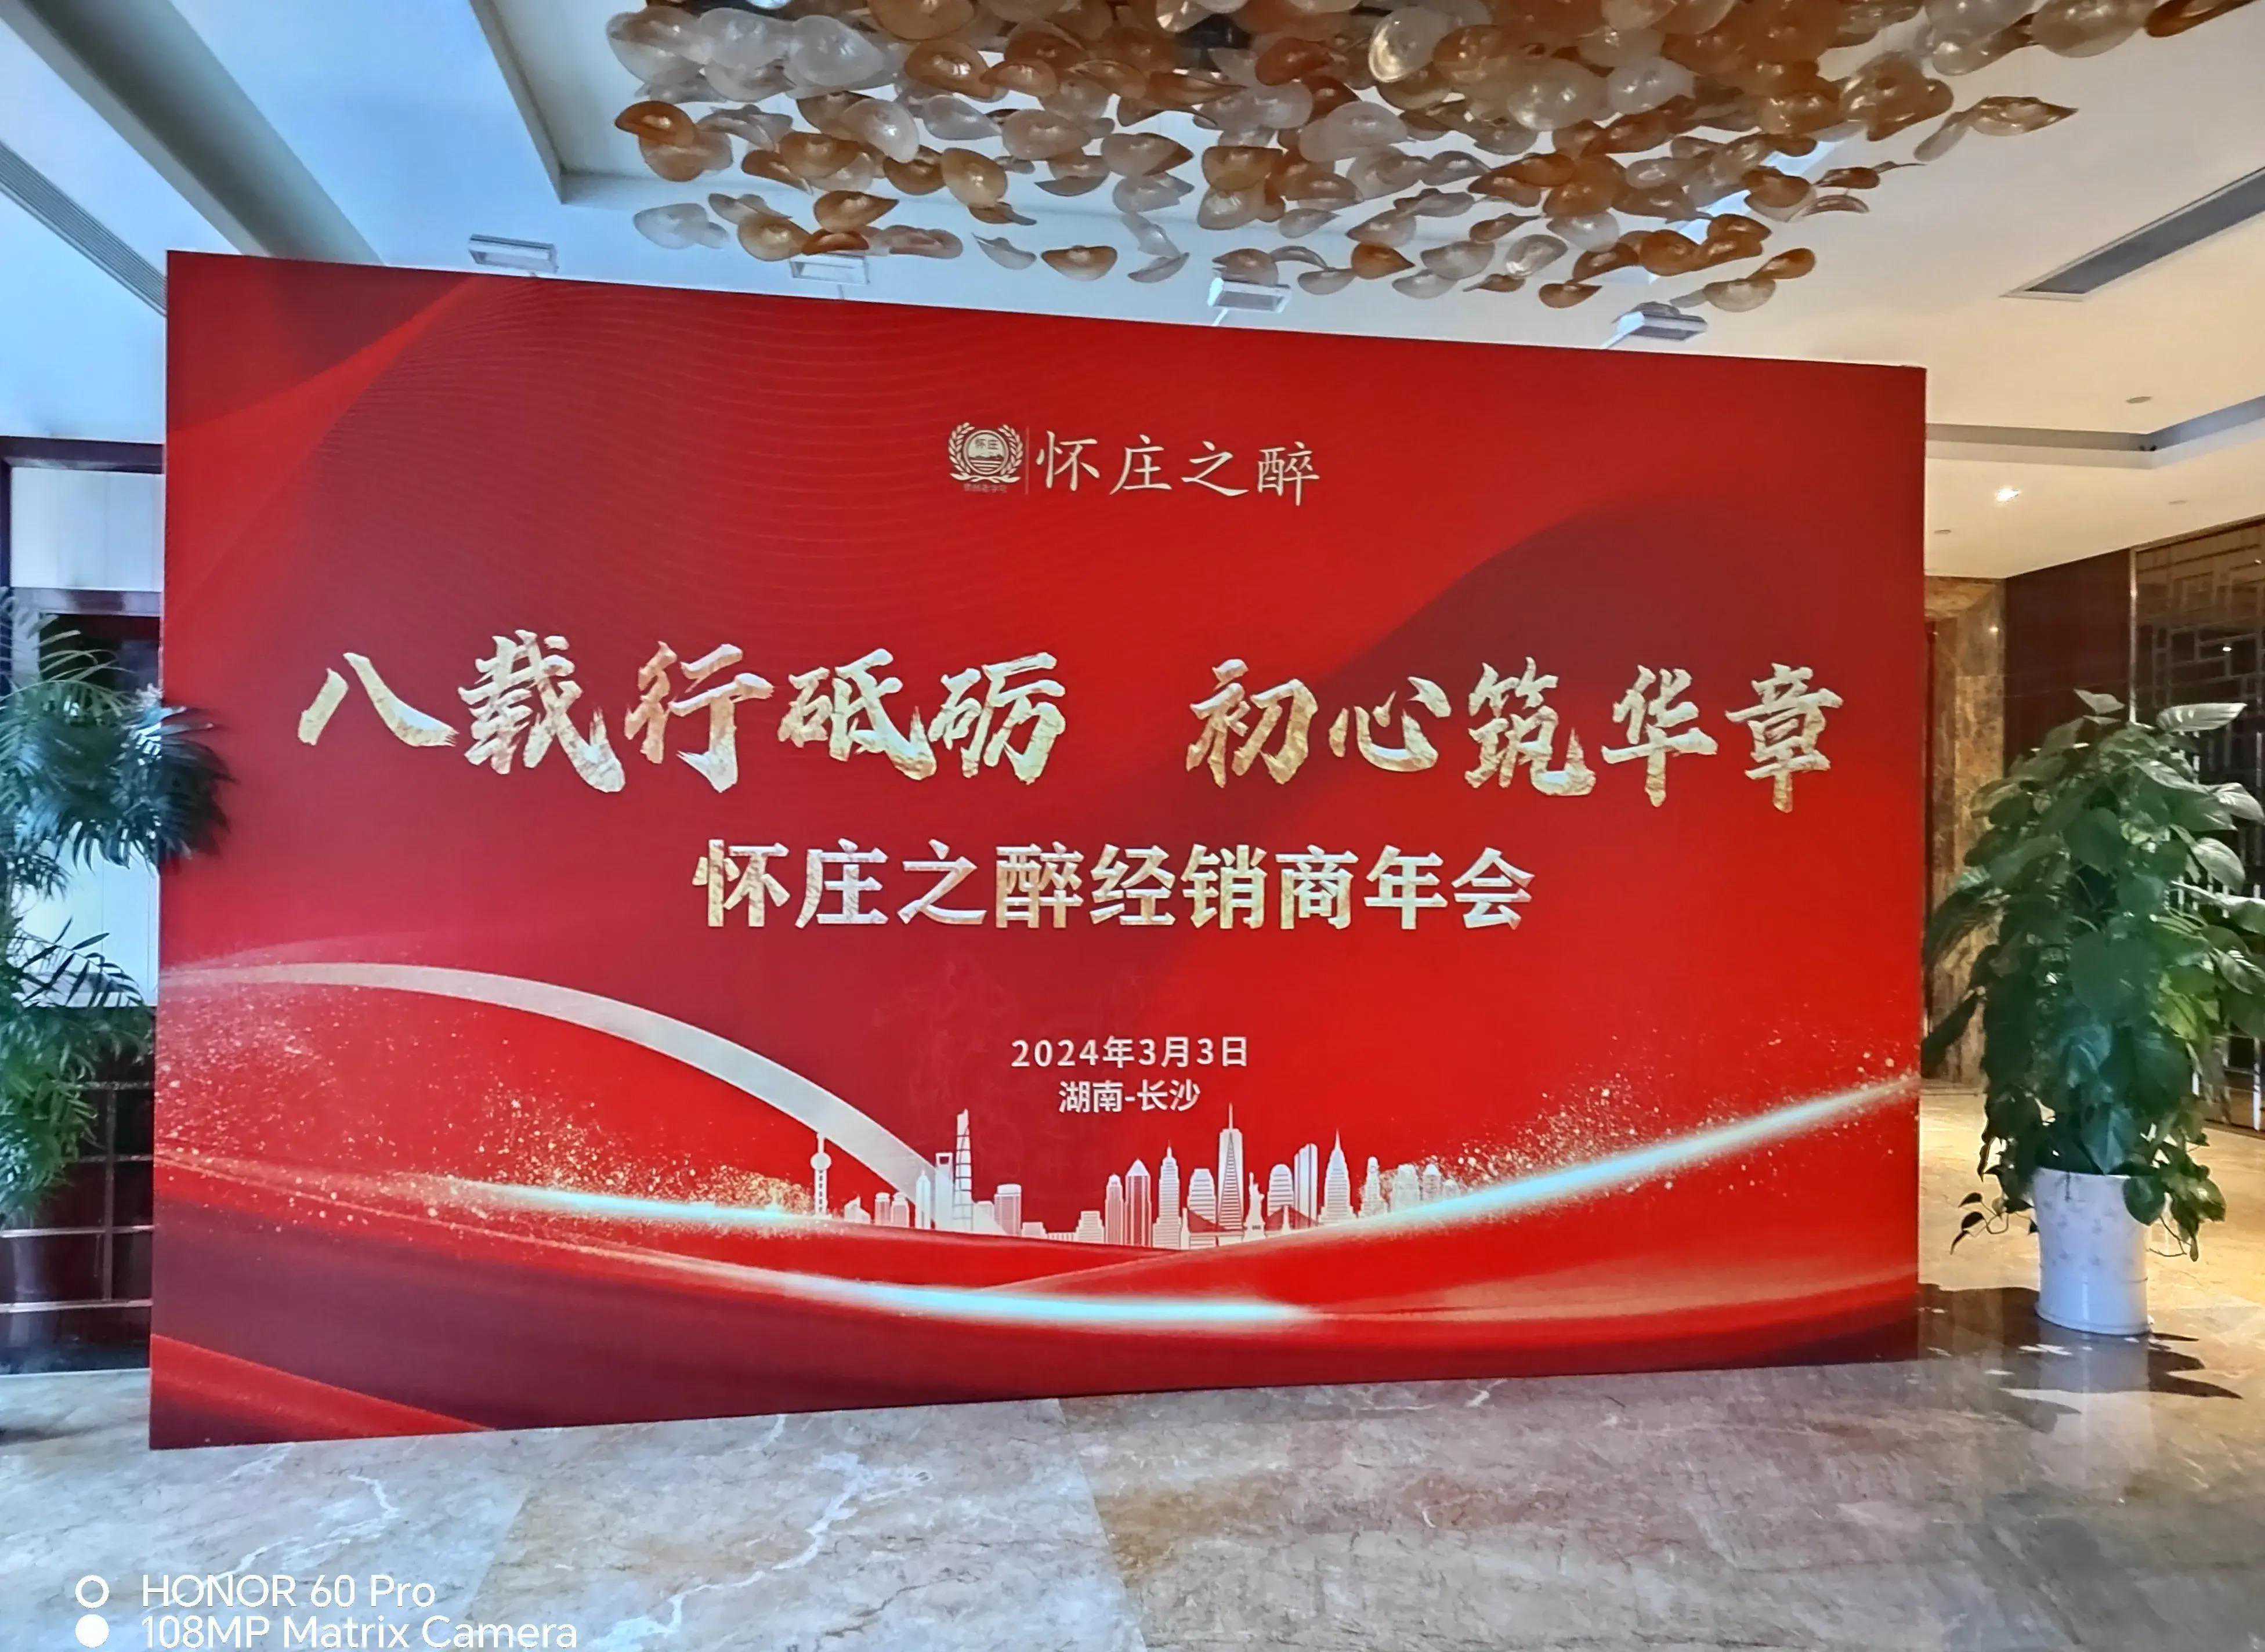 怀庄
怀庄之醉
八载行砥砺 初心筑华章
怀庄之醉经销商年会
2024年3月3日
湖南-长沙
HONOR 60 Pro
108MP Matrix Camera